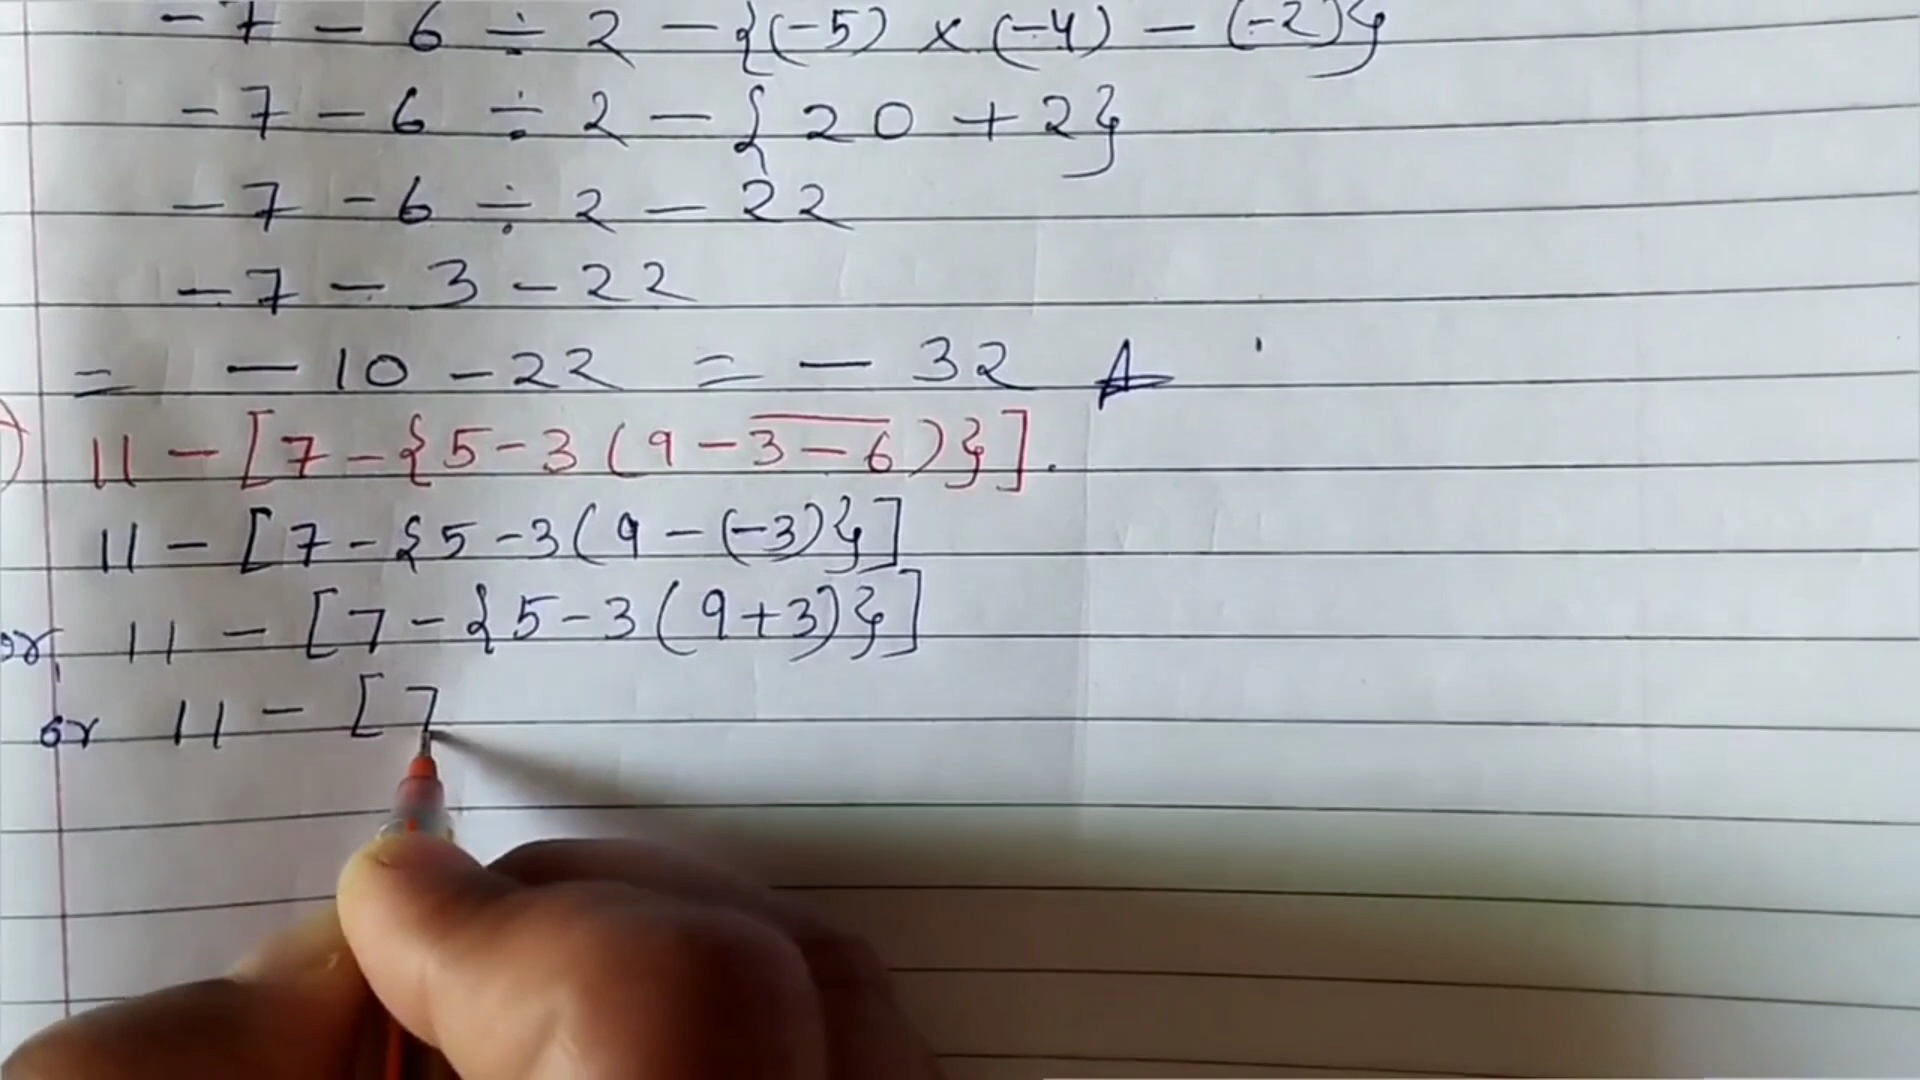 -7 - 6 ÷ 2 - {(-5) × (-4) - (-2)}
-7 - 6 ÷ 2 - {20 + 2}
-7 - 6 ÷ 2 - 22
-7 - 3 - 22
= -10 - 22 = -32 A
) 11 - [7 - {5 - 3 (9 - 3̅ ̅-̅ ̅6̅)}].
11 - [7 - {5 - 3 (9 - (-3)}]
or 11 - [7 - {5 - 3 (9 + 3)}]
or 11 - [7